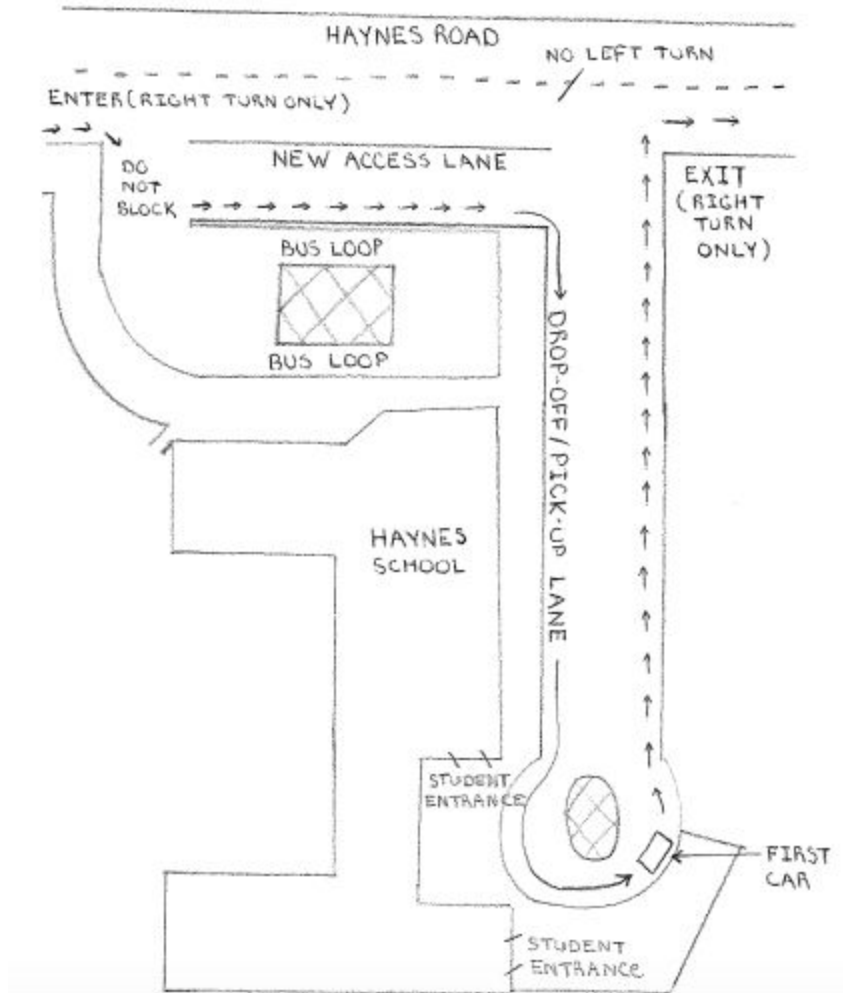 HAYNES ROAD
NO LEFT TURN
ENTER (RIGHT TURN ONLY)
NEW ACCESS LANE
DO
NOT
BLOCK
EXIT
(RIGHT
TURN
ONLY)
BUS LOOP
BUS LOOP
DROP-OFF/PICK-UP LANE
HAYNES
SCHOOL
STUDENT
ENTRANCE
FIRST
CAR
STUDENT
ENTRANCE